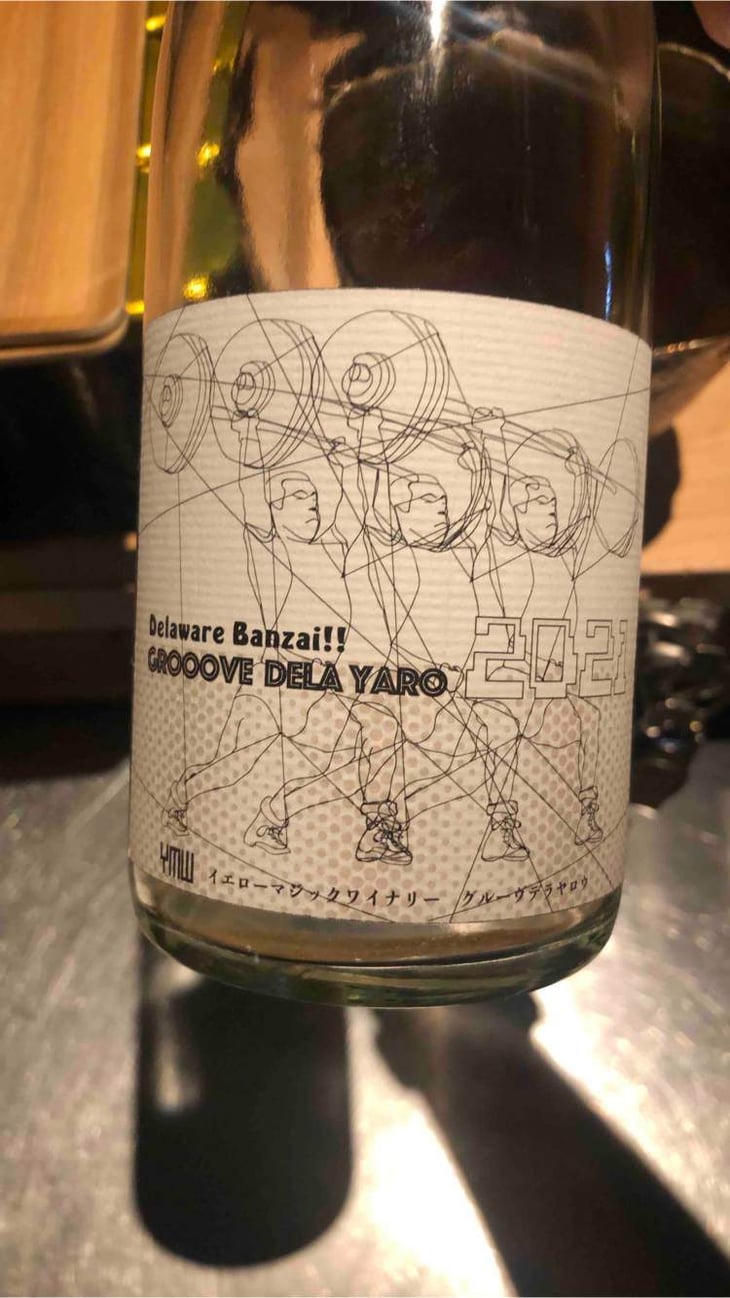 Delaware Banzai!!
GROOOVE DELA YARO 2021
YMW イエローマジックワイナリー グルーヴデラヤロウ